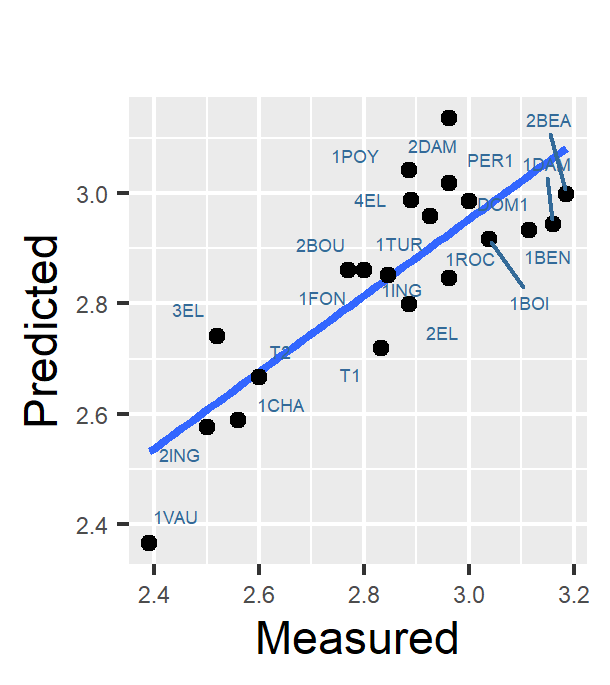 2BEA
2DAM
1POY
PER1
1DAM
3.0
4EL
DOM1
2BOU
1TUR
1ROC
1BEN
1ING
1FON
1BOI
2.8
3EL
2EL
T2
T1
1CHA
2.6
2ING
1VAU
2.4
Predicted
2.4 2.6 2.8 3.0 3.2
Measured